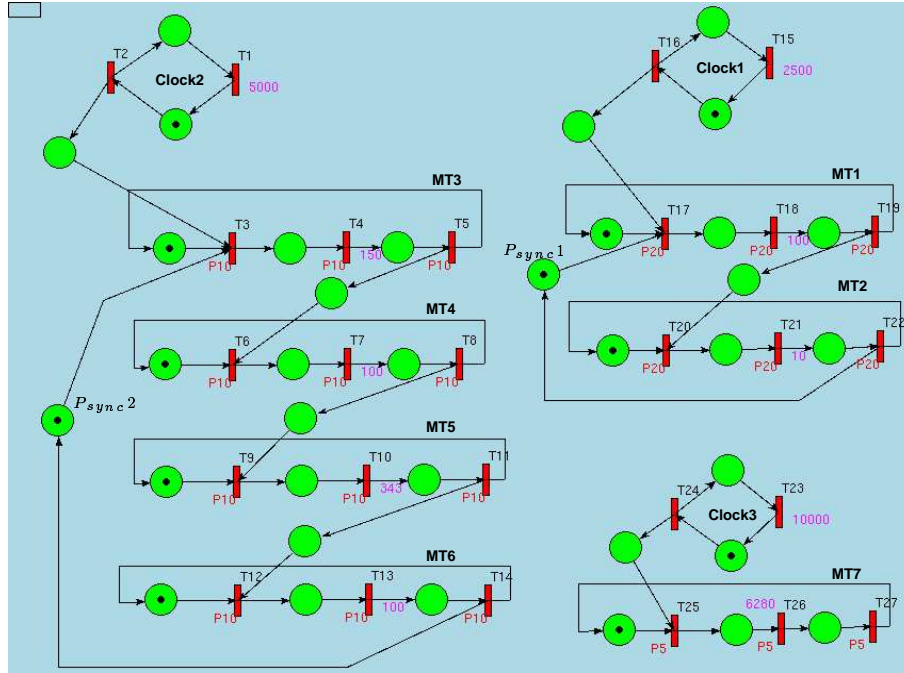 T2
T1
Clock2
5000
T16
T15
Clock1
2500
MT3
T3
T4
T5
150
P10
P10
P10
MT1
T17
T18
T19
100
P20
P20
P20
Psync1
MT4
T6
T7
T8
100
P10
P10
P10
MT2
T20
T21
T22
10
P20
P20
P20
Psync2
MT5
T9
T10
T11
343
P10
P10
P10
T24
T23
Clock3
10000
MT6
T12
T13
T14
100
P10
P10
P10
MT7
6280
T25
T26
T27
P5
P5
P5